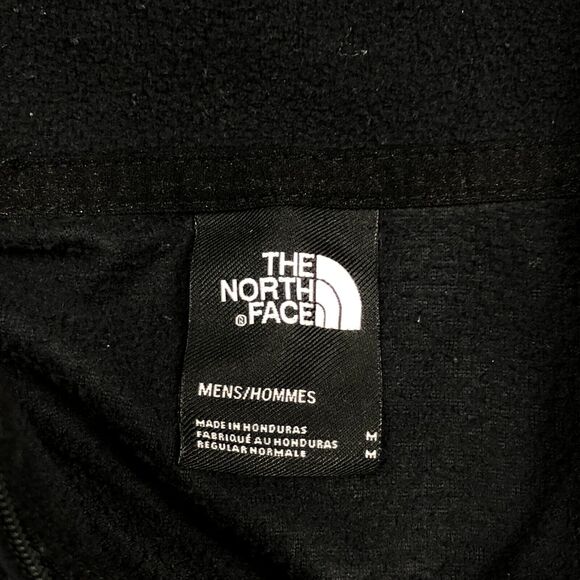 THE
NORTH
®FACE
MENS/HOMMES
MADE IN HONDURAS
FABRIQUÉ AU HONDURAS M
REGULAR NORMALE M